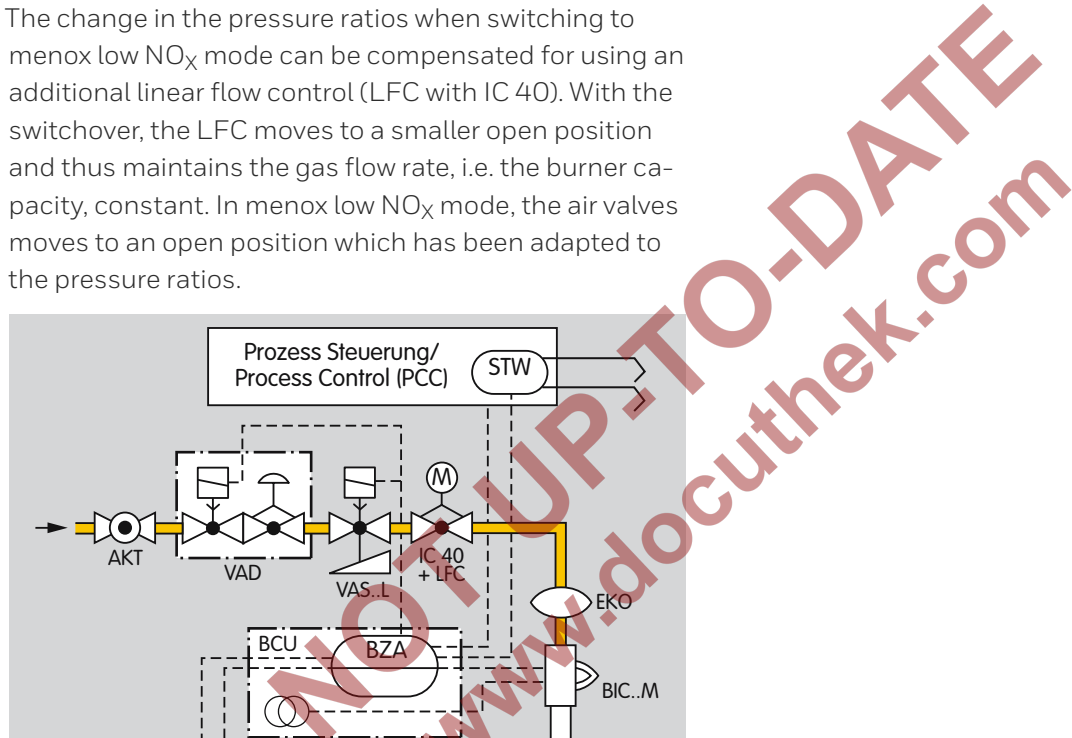 The change in the pressure ratios when switching to
menox low NOX mode can be compensated for using an
additional linear flow control (LFC with IC 40). With the
switchover, the LFC moves to a smaller open position
and thus maintains the gas flow rate, i.e. the burner ca-
pacity, constant. In menox low NOX mode, the air valves
moves to an open position which has been adapted to
the pressure ratios.
Prozess Steuerung/
Process Control (PCC)
STW
M
AKT
VAD
VAS..L
IC 40
+ LFC
EKO
BCU
BZA
BIC..M
NOT UP-TO-DATE
www.docuthek.com